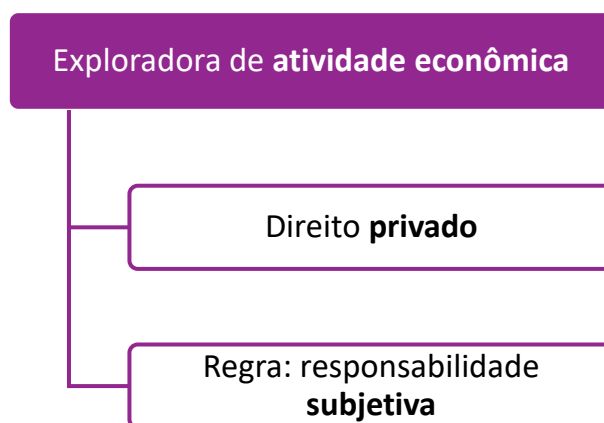 Exploradora de atividade econômica
Direito privado
Regra: responsabilidade
subjetiva